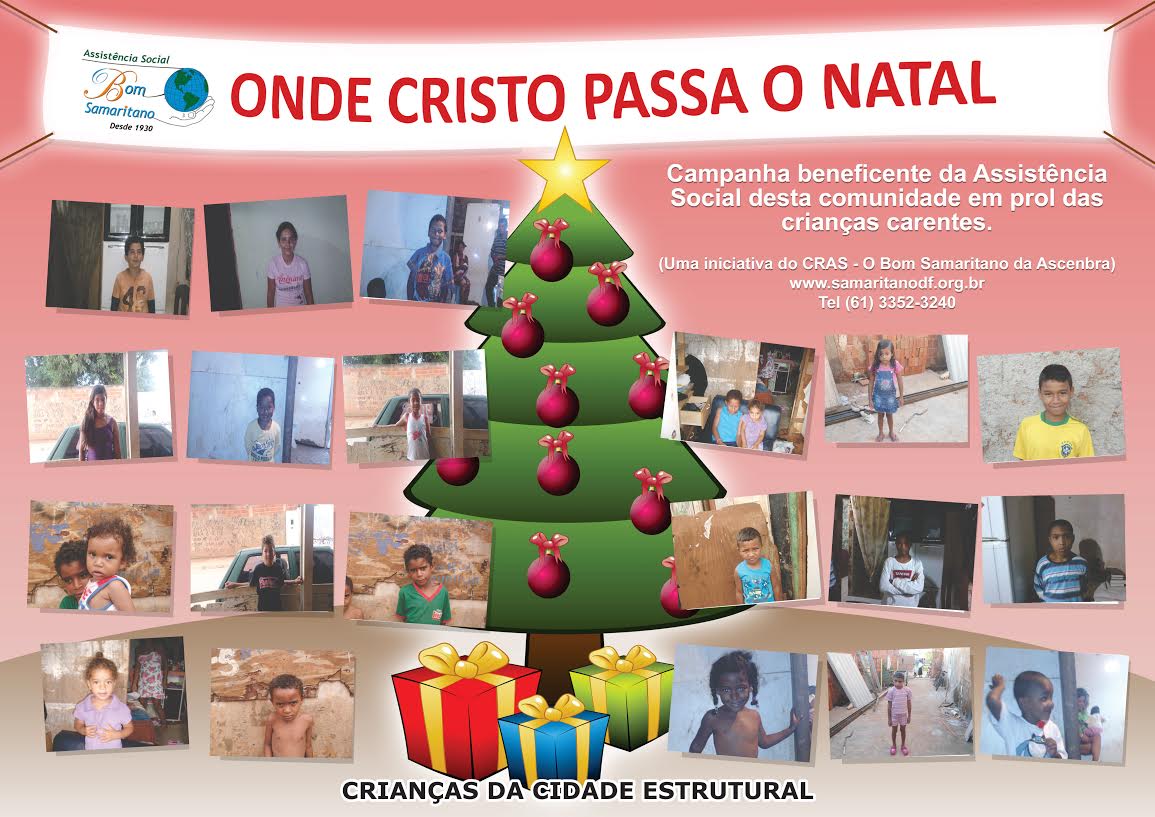 Assistência Social
Bom
Samaritano
Desde 1930
ONDE CRISTO PASSA O NATAL
Campanha beneficente da Assistência
Social desta comunidade em prol das
crianças carentes.
(Uma iniciativa do CRAS - O Bom Samaritano da Ascenbra)
www.samaritanodf.org.br
Tel (61) 3352-3240
CRIANÇAS DA CIDADE ESTRUTURAL